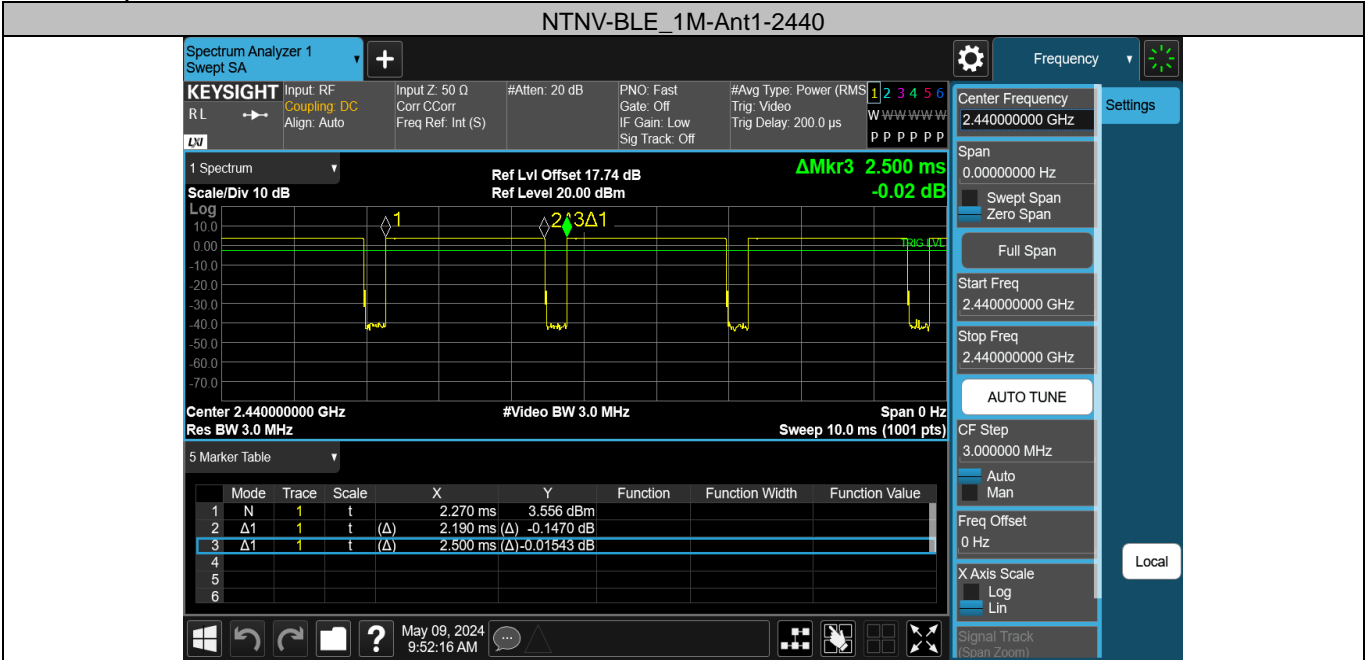 NTNV-BLE_1M-Ant1-2440
Spectrum Analyzer 1
Swept SA
Frequency
KEYSIGHT
RL
LXI
Input: RF
Coupling: DC
Align: Auto
Input Z: 50 Ω
Corr CCorr
Freq Ref: Int (S)
#Atten: 20 dB
PNO: Fast
Gate: Off
IF Gain: Low
Sig Track: Off
#Avg Type: Power (RMS
Trig: Video
Trig Delay: 200.0 µs
1 2 3 4 5 6
W W W W W W
P P P P P P
Center Frequency
2.440000000 GHz
Settings
1 Spectrum
Scale/Div 10 dB
Ref Lvl Offset 17.74 dB
Ref Level 20.00 dBm
ΔMkr3 2.500 ms
-0.02 dB
Span
0.00000000 Hz
Swept Span
Zero Span
Full Span
Start Freq
2.440000000 GHz
Stop Freq
2.440000000 GHz
AUTO TUNE
CF Step
3.000000 MHz
Auto
Man
Freq Offset
0 Hz
X Axis Scale
Log
Lin
Signal Track
(Span Zoom)
Local
Log
10.0
0.00
-10.0
-20.0
-30.0
-40.0
-50.0
-60.0
-70.0
1
3Δ1
TRIG LVL
Center 2.440000000 GHz
#Video BW 3.0 MHz
Span 0 Hz
Res BW 3.0 MHz
Sweep 10.0 ms (1001 pts)
5 Marker Table
Mode Trace Scale X Y Function Function Width Function Value
1 N 1 t 2.270 ms 3.556 dBm
2 Δ1 1 t (Δ) 2.190 ms (Δ) -0.1470 dB
3 Δ1 1 t (Δ) 2.500 ms (Δ) -0.01543 dB
4
5
6
?
May 09, 2024
9:52:16 AM